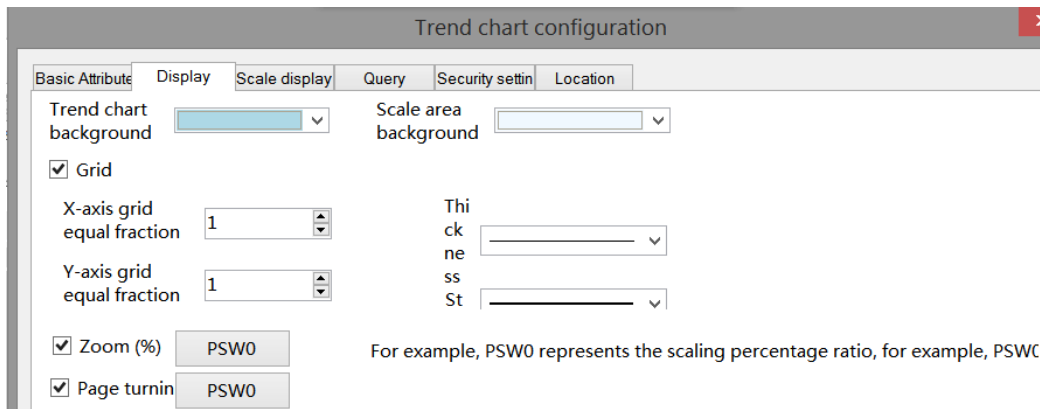 Trend chart configuration
Basic Attribute Display Scale display Query Security settin Location
Trend chart background
Scale area background
Grid
X-axis grid equal fraction
1
Thi
ck
ne
ss
St
Y-axis grid equal fraction
1
Zoom (%)
PSW0
For example, PSW0 represents the scaling percentage ratio, for example, PSW0
Page turnin
PSW0